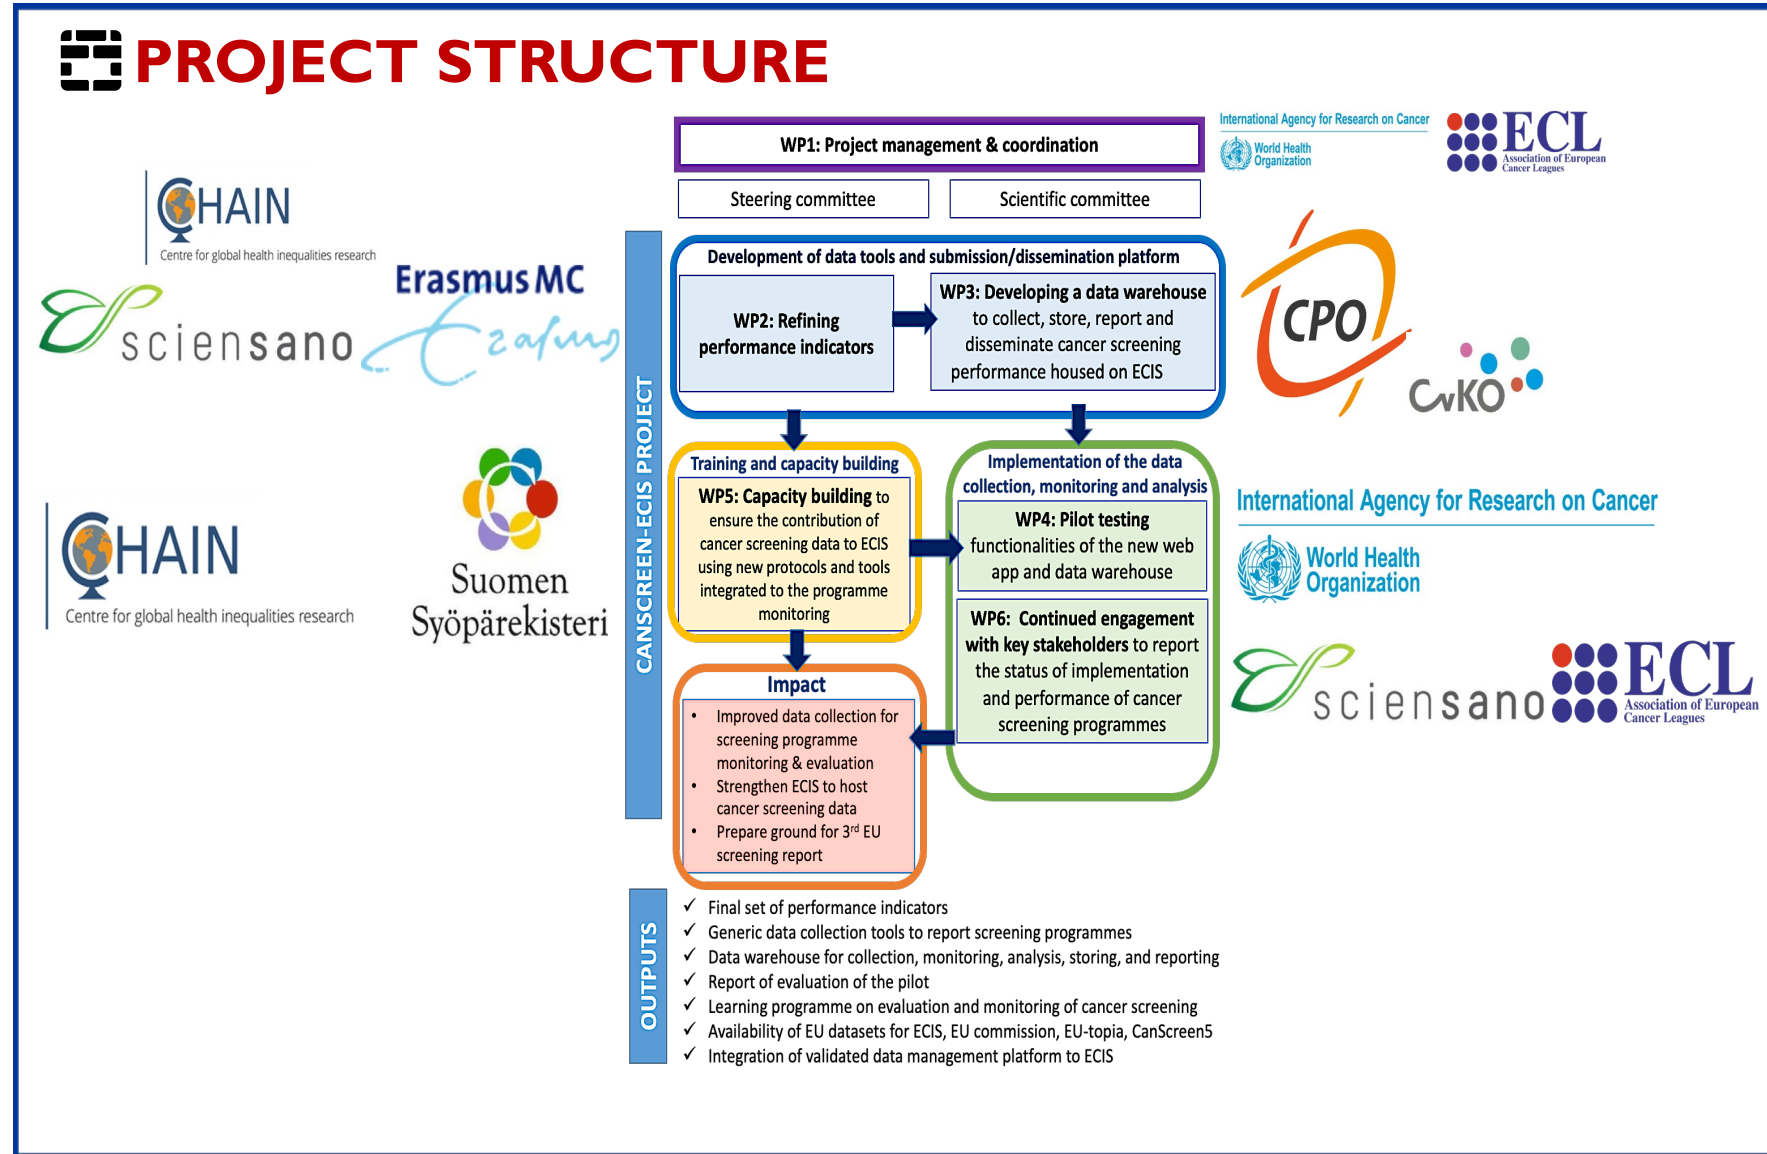 PROJECT STRUCTURE
WP1: Project management & coordination
Steering committee
Scientific committee
International Agency for Research on Cancer
World Health
Organization
ECL
Association of European
Cancer Leagues
CHAIN
Centre for global health inequalities research
sciensano
Erasmus MC
Erasmus
CANSCREEN-ECIS PROJECT
Development of data tools and submission/dissemination platform
WP2: Refining
performance indicators
WP3: Developing a data warehouse
to collect, store, report and
disseminate cancer screening
performance housed on ECIS
CPO
CvKO
CHAIN
Centre for global health inequalities research
Suomen
Syöpärekisteri
Training and capacity building
WP5: Capacity building to
ensure the contribution of
cancer screening data to ECIS
using new protocols and tools
integrated to the programme
monitoring
Implementation of the data
collection, monitoring and analysis
WP4: Pilot testing
functionalities of the new web
app and data warehouse
WP6: Continued engagement
with key stakeholders to report
the status of implementation
and performance of cancer
screening programmes
International Agency for Research on Cancer
World Health
Organization
sciensano
ECL
Association of European
Cancer Leagues
Impact
• Improved data collection for
screening programme
monitoring & evaluation
• Strengthen ECIS to host
cancer screening data
• Prepare ground for 3rd EU
screening report
OUTPUTS
✓ Final set of performance indicators
✓ Generic data collection tools to report screening programmes
✓ Data warehouse for collection, monitoring, analysis, storing, and reporting
✓ Report of evaluation of the pilot
✓ Learning programme on evaluation and monitoring of cancer screening
✓ Availability of EU datasets for ECIS, EU commission, EU-topia, CanScreen5
✓ Integration of validated data management platform to ECIS